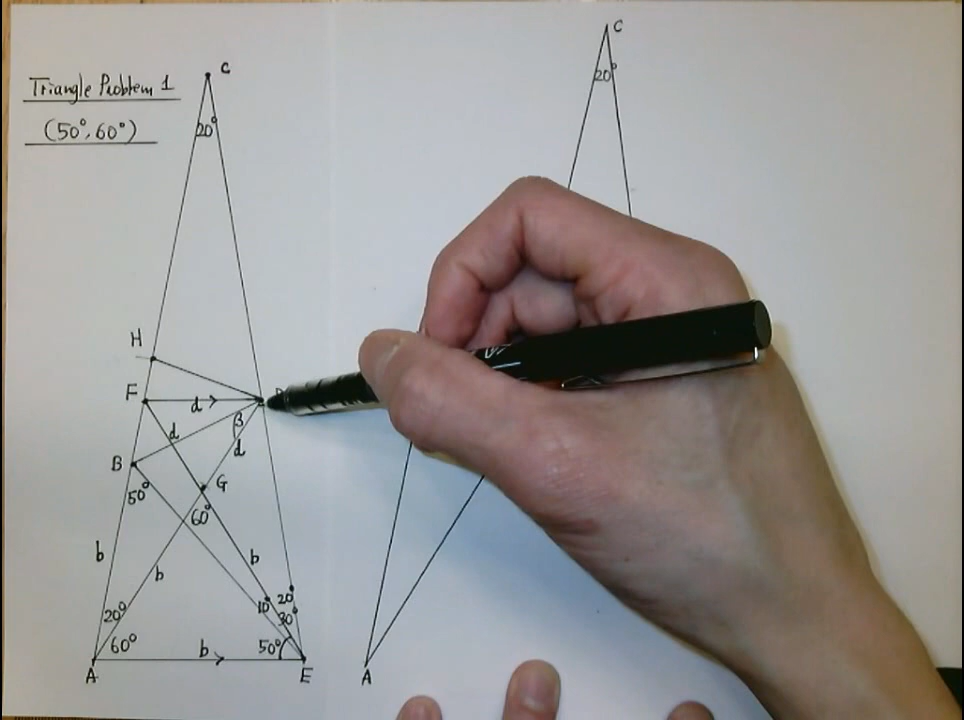 Triangle Problem 1
(50°, 60°)
C
20°
H
F
d
d
β
d
B
50°
G
60°
b
b
b
10°
20°
30°
20°
60°
50°
b
A
E
C
20°
A